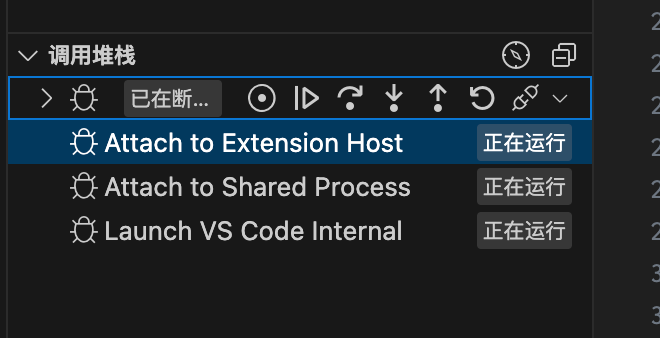 调用堆栈
已在断...
Attach to Extension Host 正在运行
Attach to Shared Process 正在运行
Launch VS Code Internal 正在运行